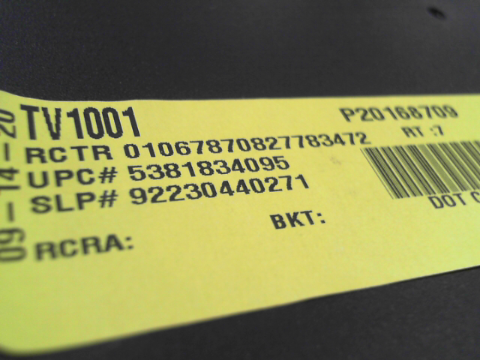 09-14-20
TV1001
P20168709
RCTR 01067870827783472
RT :7
UPC# 5381834095
SLP# 92230440271
DOT
BKT:
RCRA: